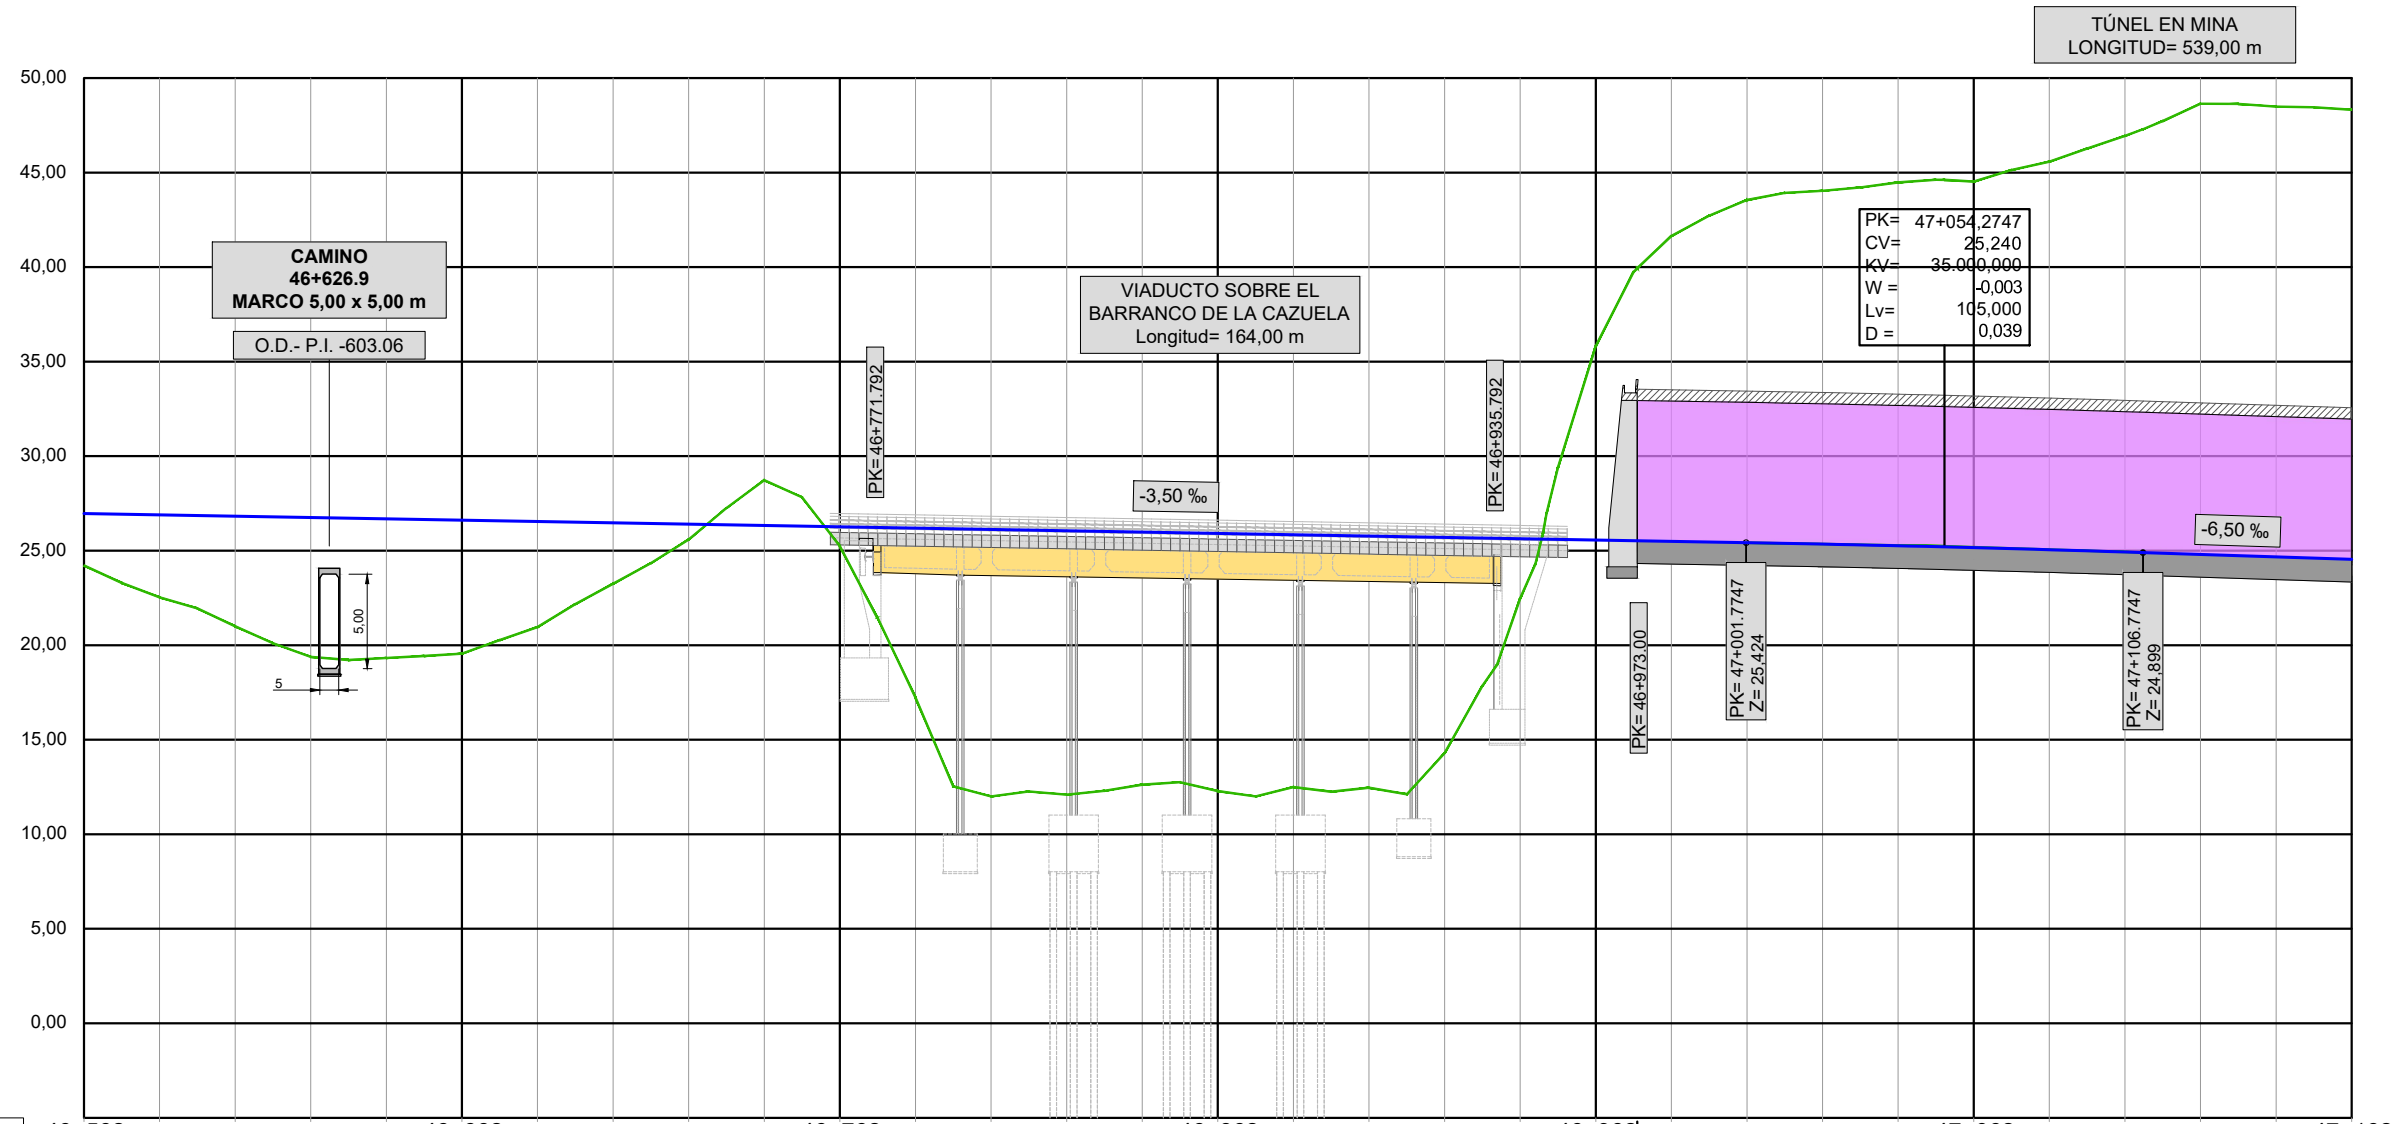 TÚNEL EN MINA
LONGITUD= 539,00 m
50,00
45,00
40,00
35,00
30,00
25,00
20,00
15,00
10,00
5,00
0,00
CAMINO
46+626.9
MARCO 5,00 x 5,00 m
O.D.- P.I. -603.06
5,00
5
VIADUCTO SOBRE EL
BARRANCO DE LA CAZUELA
Longitud= 164,00 m
PK= 46+771.792
PK= 46+935.792
-3,50 ‰
PK= 47+054,2747
CV= 25,240
KV= 35.000,000
W = -0,003
Lv= 105,000
D = 0,039
-6,50 ‰
PK= 46+973.00
PK= 47+001.7747
Z= 25,424
PK= 47+106.7747
Z= 24,899